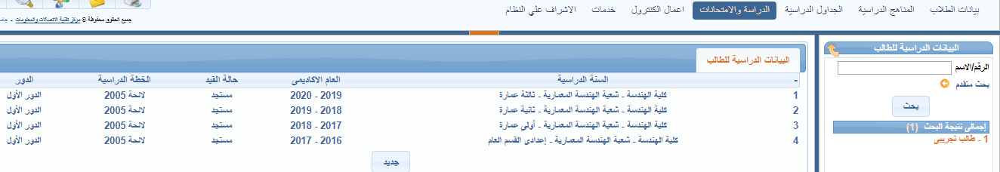 بيانات الطلاب المناهج الدراسية الجداول الدراسية الدراسة والامتحانات اعمال الكنترول خدمات الاشراف علي النظام
جميع الحقوق محفوظة © مركز تقنية الاتصالات والمعلومات - جامع
البيانات الدراسية للطالب
الرقم/الاسم
بحث متقدم
بحث
إجمالى نتيجة البحث (1)
1 - طالب تجريبى
البيانات الدراسية للطالب
- السنة الدراسية العام الاكاديمى حالة القيد الخطة الدراسية الدور
1 كلية الهندسة - شعبة الهندسة المعمارية - ثالثة عمارة 2019 - 2020 مستجد لائحة 2005 الدور الأول
2 كلية الهندسة - شعبة الهندسة المعمارية - ثانية عمارة 2018 - 2019 مستجد لائحة 2005 الدور الأول
3 كلية الهندسة - شعبة الهندسة المعمارية - أولى عمارة 2017 - 2018 مستجد لائحة 2005 الدور الأول
4 كلية الهندسة - شعبة الهندسة المعمارية - إعدادى القسم العام 2016 - 2017 مستجد لائحة 2005 الدور الأول
جديد